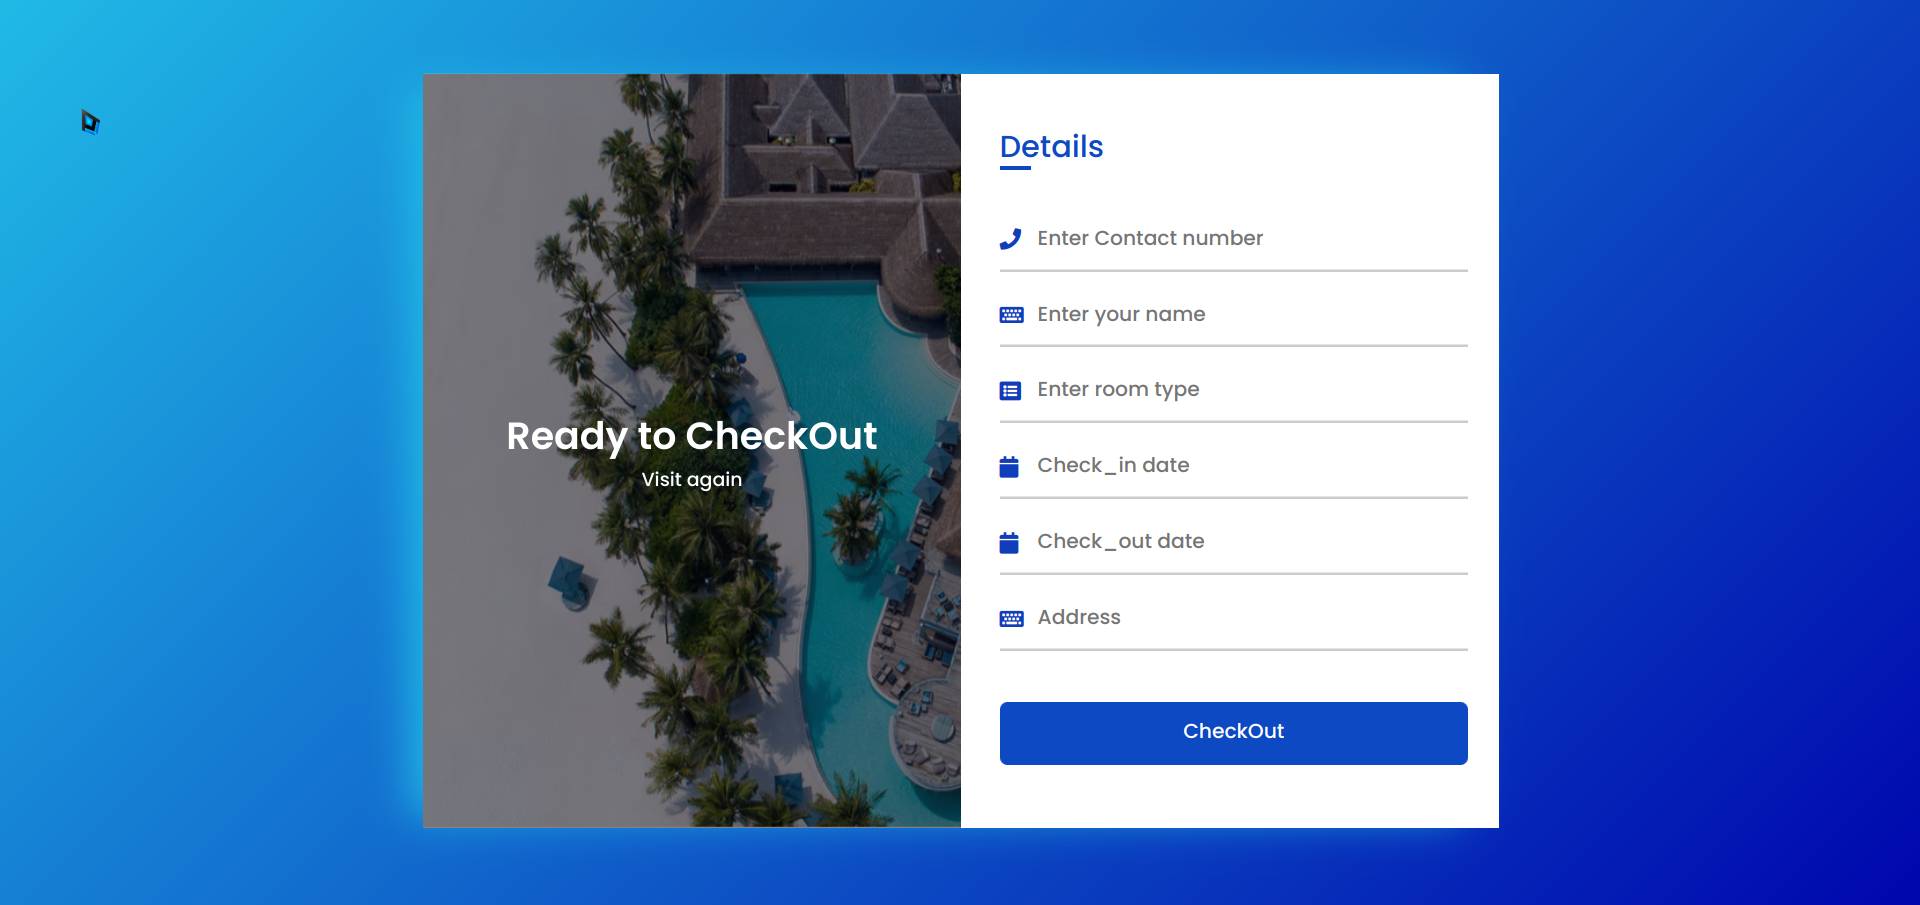 Ready to CheckOut
Visit again
Details
Enter Contact number
Enter your name
Enter room type
Check_in date
Check_out date
Address
CheckOut